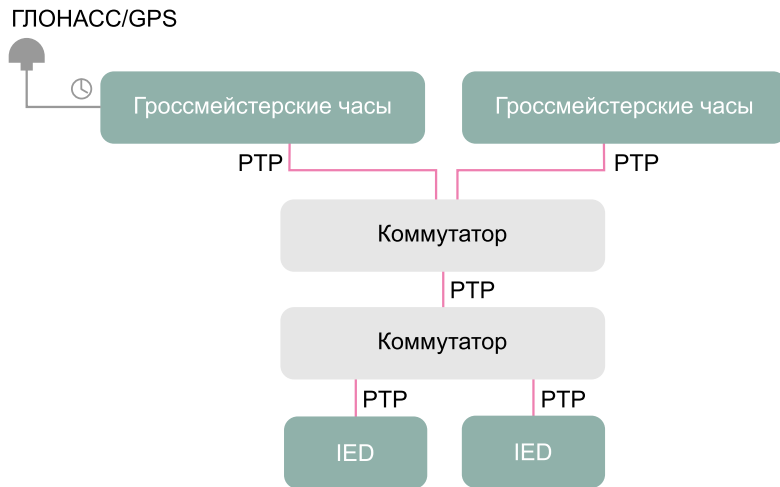 ГЛОНАСС/GPS
Гроссмейстерские часы
Гроссмейстерские часы
PTP
PTP
Коммутатор
PTP
Коммутатор
PTP
PTP
IED
IED